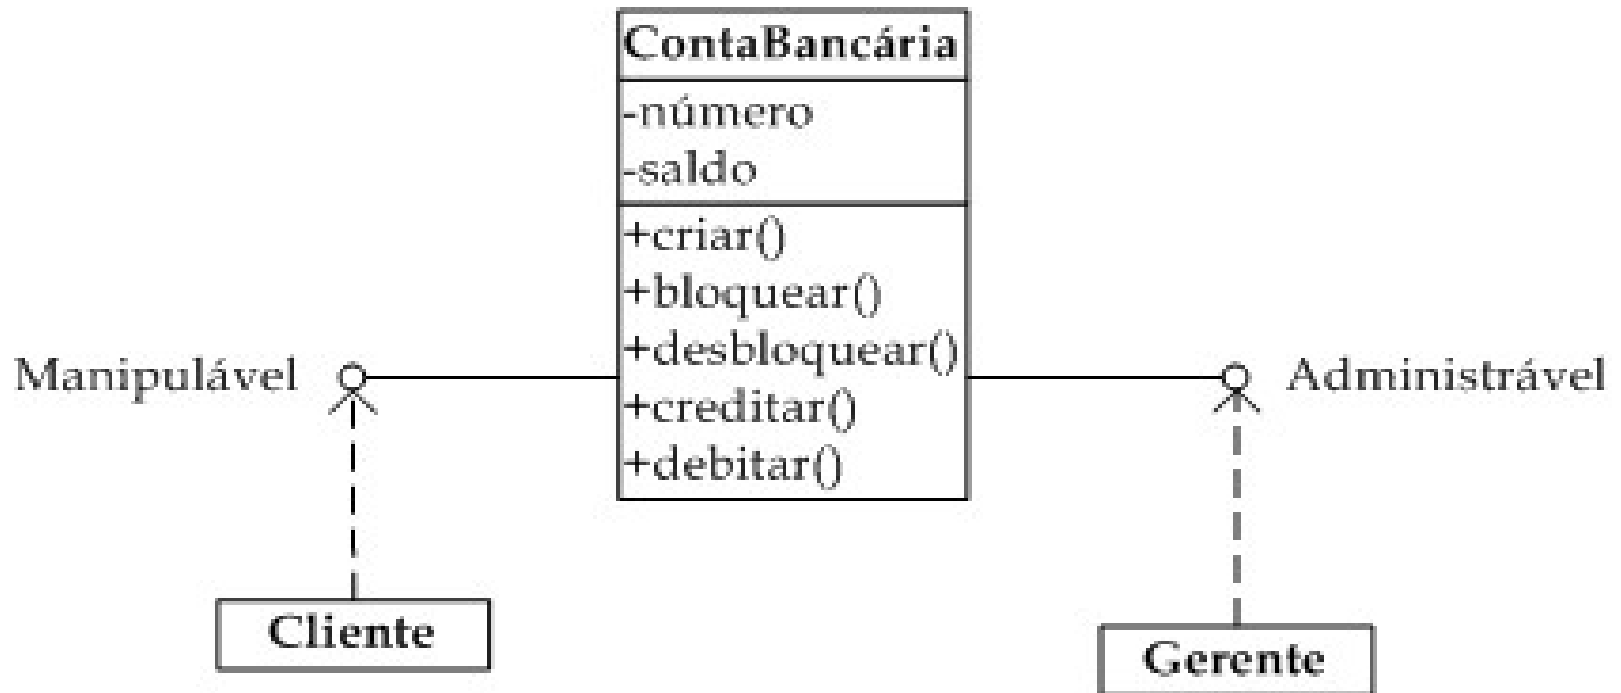 ContaBancária
-número
-saldo
+criar()
+bloquear()
+desbloquear()
+creditar()
+debitar()
Manipulável
Administrável
Cliente
Gerente